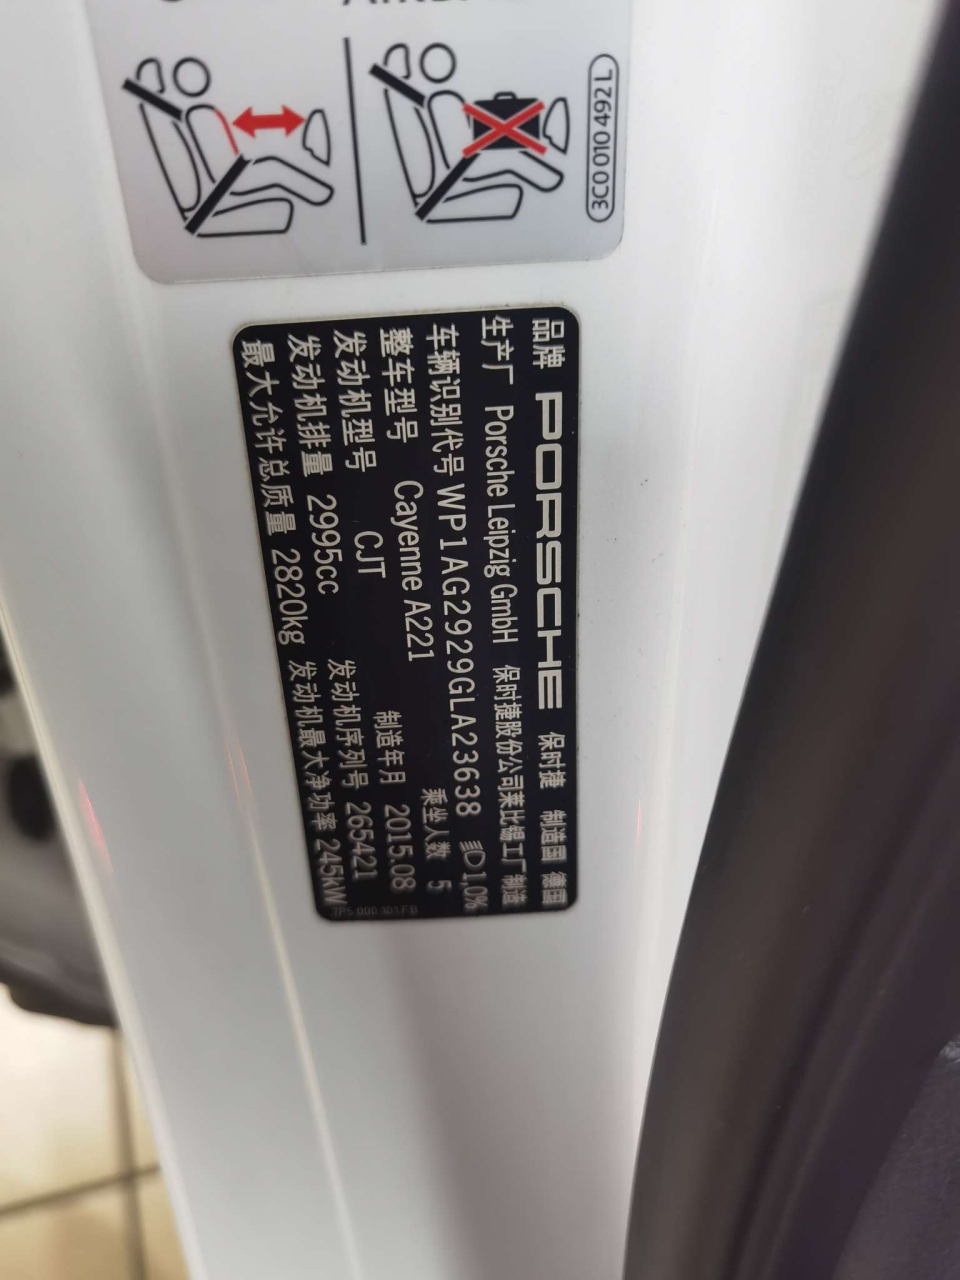 3C0 010 492 L
品牌 PORSCHE 保时捷 制造国 德国
生产厂 Porsche Leipzig GmbH 保时捷股份公司莱比锡工厂制造
车辆识别代号 WP1AG2929GLA23638 1,0%
整车型号 Cayenne A221 乘坐人数 5
发动机型号 CJT 制造年月 2015.08
发动机排量 2995cc 发动机序列号 265421
最大允许总质量 2820kg 发动机最大净功率 245kW